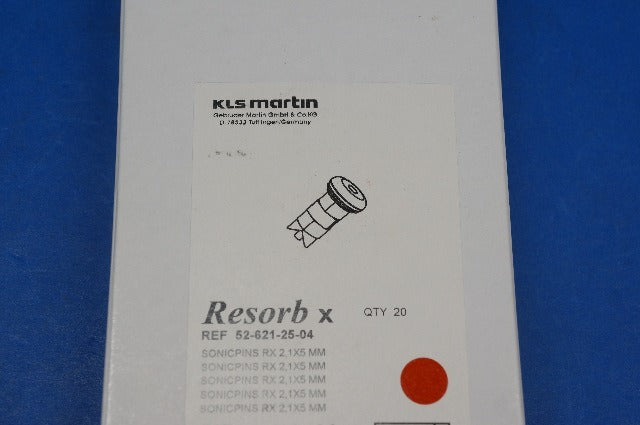 KLS martin
Gebruder Martin GmbH & Co.KG
D 78532 Tuttlingen/Germany
Resorb x QTY 20
REF 52-621-25-04
SONICPINS RX 2,1X5 MM
SONICPINS RX 2,1X5 MM
SONICPINS RX 2,1X5 MM
SONICPINS RX 2,1X5 MM
SONICPINS RX 2,1X5 MM